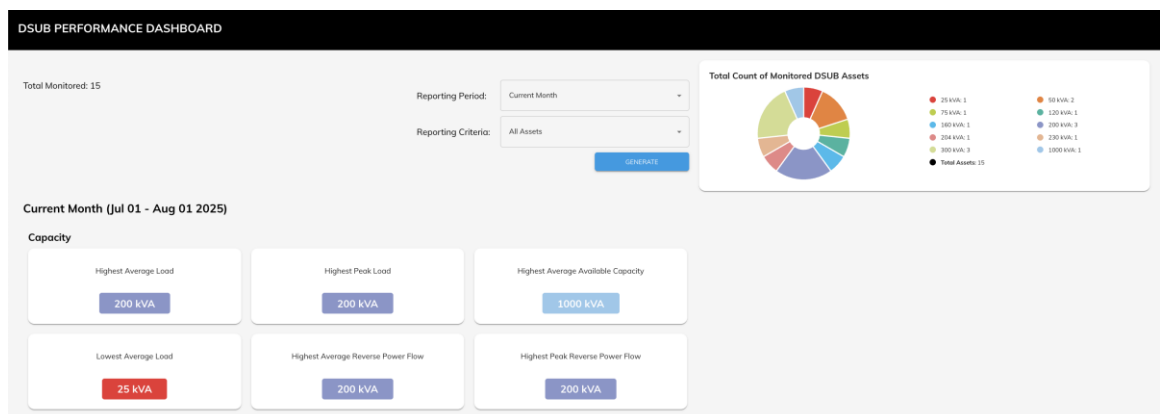 DSUB PERFORMANCE DASHBOARD
Total Monitored: 15
Reporting Period:
Current Month
Reporting Criteria:
All Assets
GENERATE
Total Count of Monitored DSUB Assets
25 kVA: 1
50 kVA: 2
75 kVA: 1
120 kVA: 1
160 kVA: 1
200 kVA: 3
204 kVA: 1
230 kVA: 1
300 kVA: 3
1000 kVA: 1
Total Assets: 15
Current Month (Jul 01 - Aug 01 2025)
Capacity
Highest Average Load
200 kVA
Highest Peak Load
200 kVA
Highest Average Available Capacity
1000 kVA
Lowest Average Load
25 kVA
Highest Average Reverse Power Flow
200 kVA
Highest Peak Reverse Power Flow
200 kVA